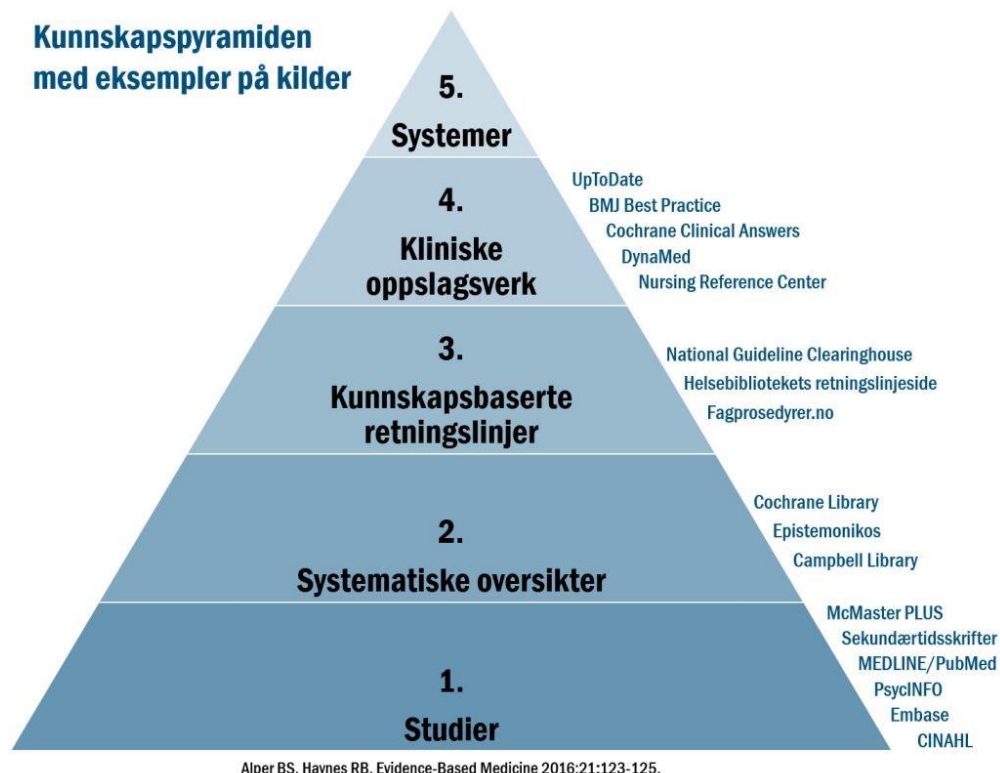 Kunnskapspyramiden
med eksempler på kilder
5.
Systemer
4.
Kliniske
oppslagsverk
UpToDate
BMJ Best Practice
Cochrane Clinical Answers
DynaMed
Nursing Reference Center
3.
Kunnskapsbaserte
retningslinjer
National Guideline Clearinghouse
Helsebibliotekets retningslinjeside
Fagprosedyrer.no
2.
Systematiske oversikter
Cochrane Library
Epistemonikos
Campbell Library
1.
Studier
McMaster PLUS
Sekundærtidsskrifter
MEDLINE/PubMed
PsycINFO
Embase
CINAHL
Alper BS, Haynes RB. Evidence-Based Medicine 2016;21:123-125.